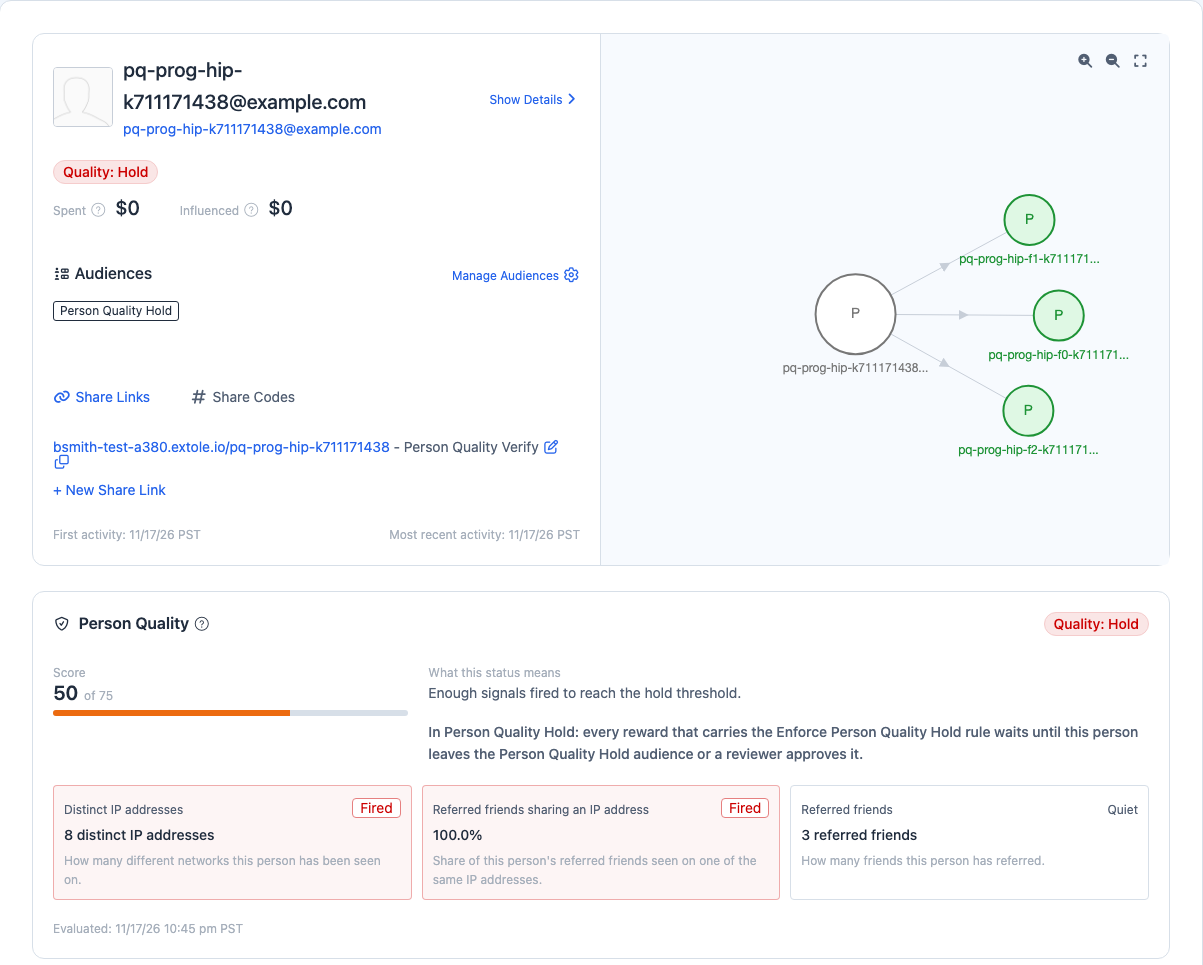 pq-prog-hip-
k711171438@example.com
pq-prog-hip-k711171438@example.com
Show Details
Quality: Hold
Spent ? $0 Influenced ? $0
Audiences
Manage Audiences
Person Quality Hold
Share Links
# Share Codes
bsmith-test-a380.extole.io/pq-prog-hip-k711171438 - Person Quality Verify
+ New Share Link
First activity: 11/17/26 PST
Most recent activity: 11/17/26 PST
P
pq-prog-hip-f1-k711171...
P
pq-prog-hip-k711171438...
P
pq-prog-hip-f0-k711171...
P
pq-prog-hip-f2-k711171...
Person Quality ?
Quality: Hold
Score
50 of 75
What this status means
Enough signals fired to reach the hold threshold.
In Person Quality Hold: every reward that carries the Enforce Person Quality Hold rule waits until this person
leaves the Person Quality Hold audience or a reviewer approves it.
Distinct IP addresses
Fired
8 distinct IP addresses
How many different networks this person has been seen
on.
Referred friends sharing an IP address
Fired
100.0%
Share of this person's referred friends seen on one of the
same IP addresses.
Referred friends
Quiet
3 referred friends
How many friends this person has referred.
Evaluated: 11/17/26 10:45 pm PST